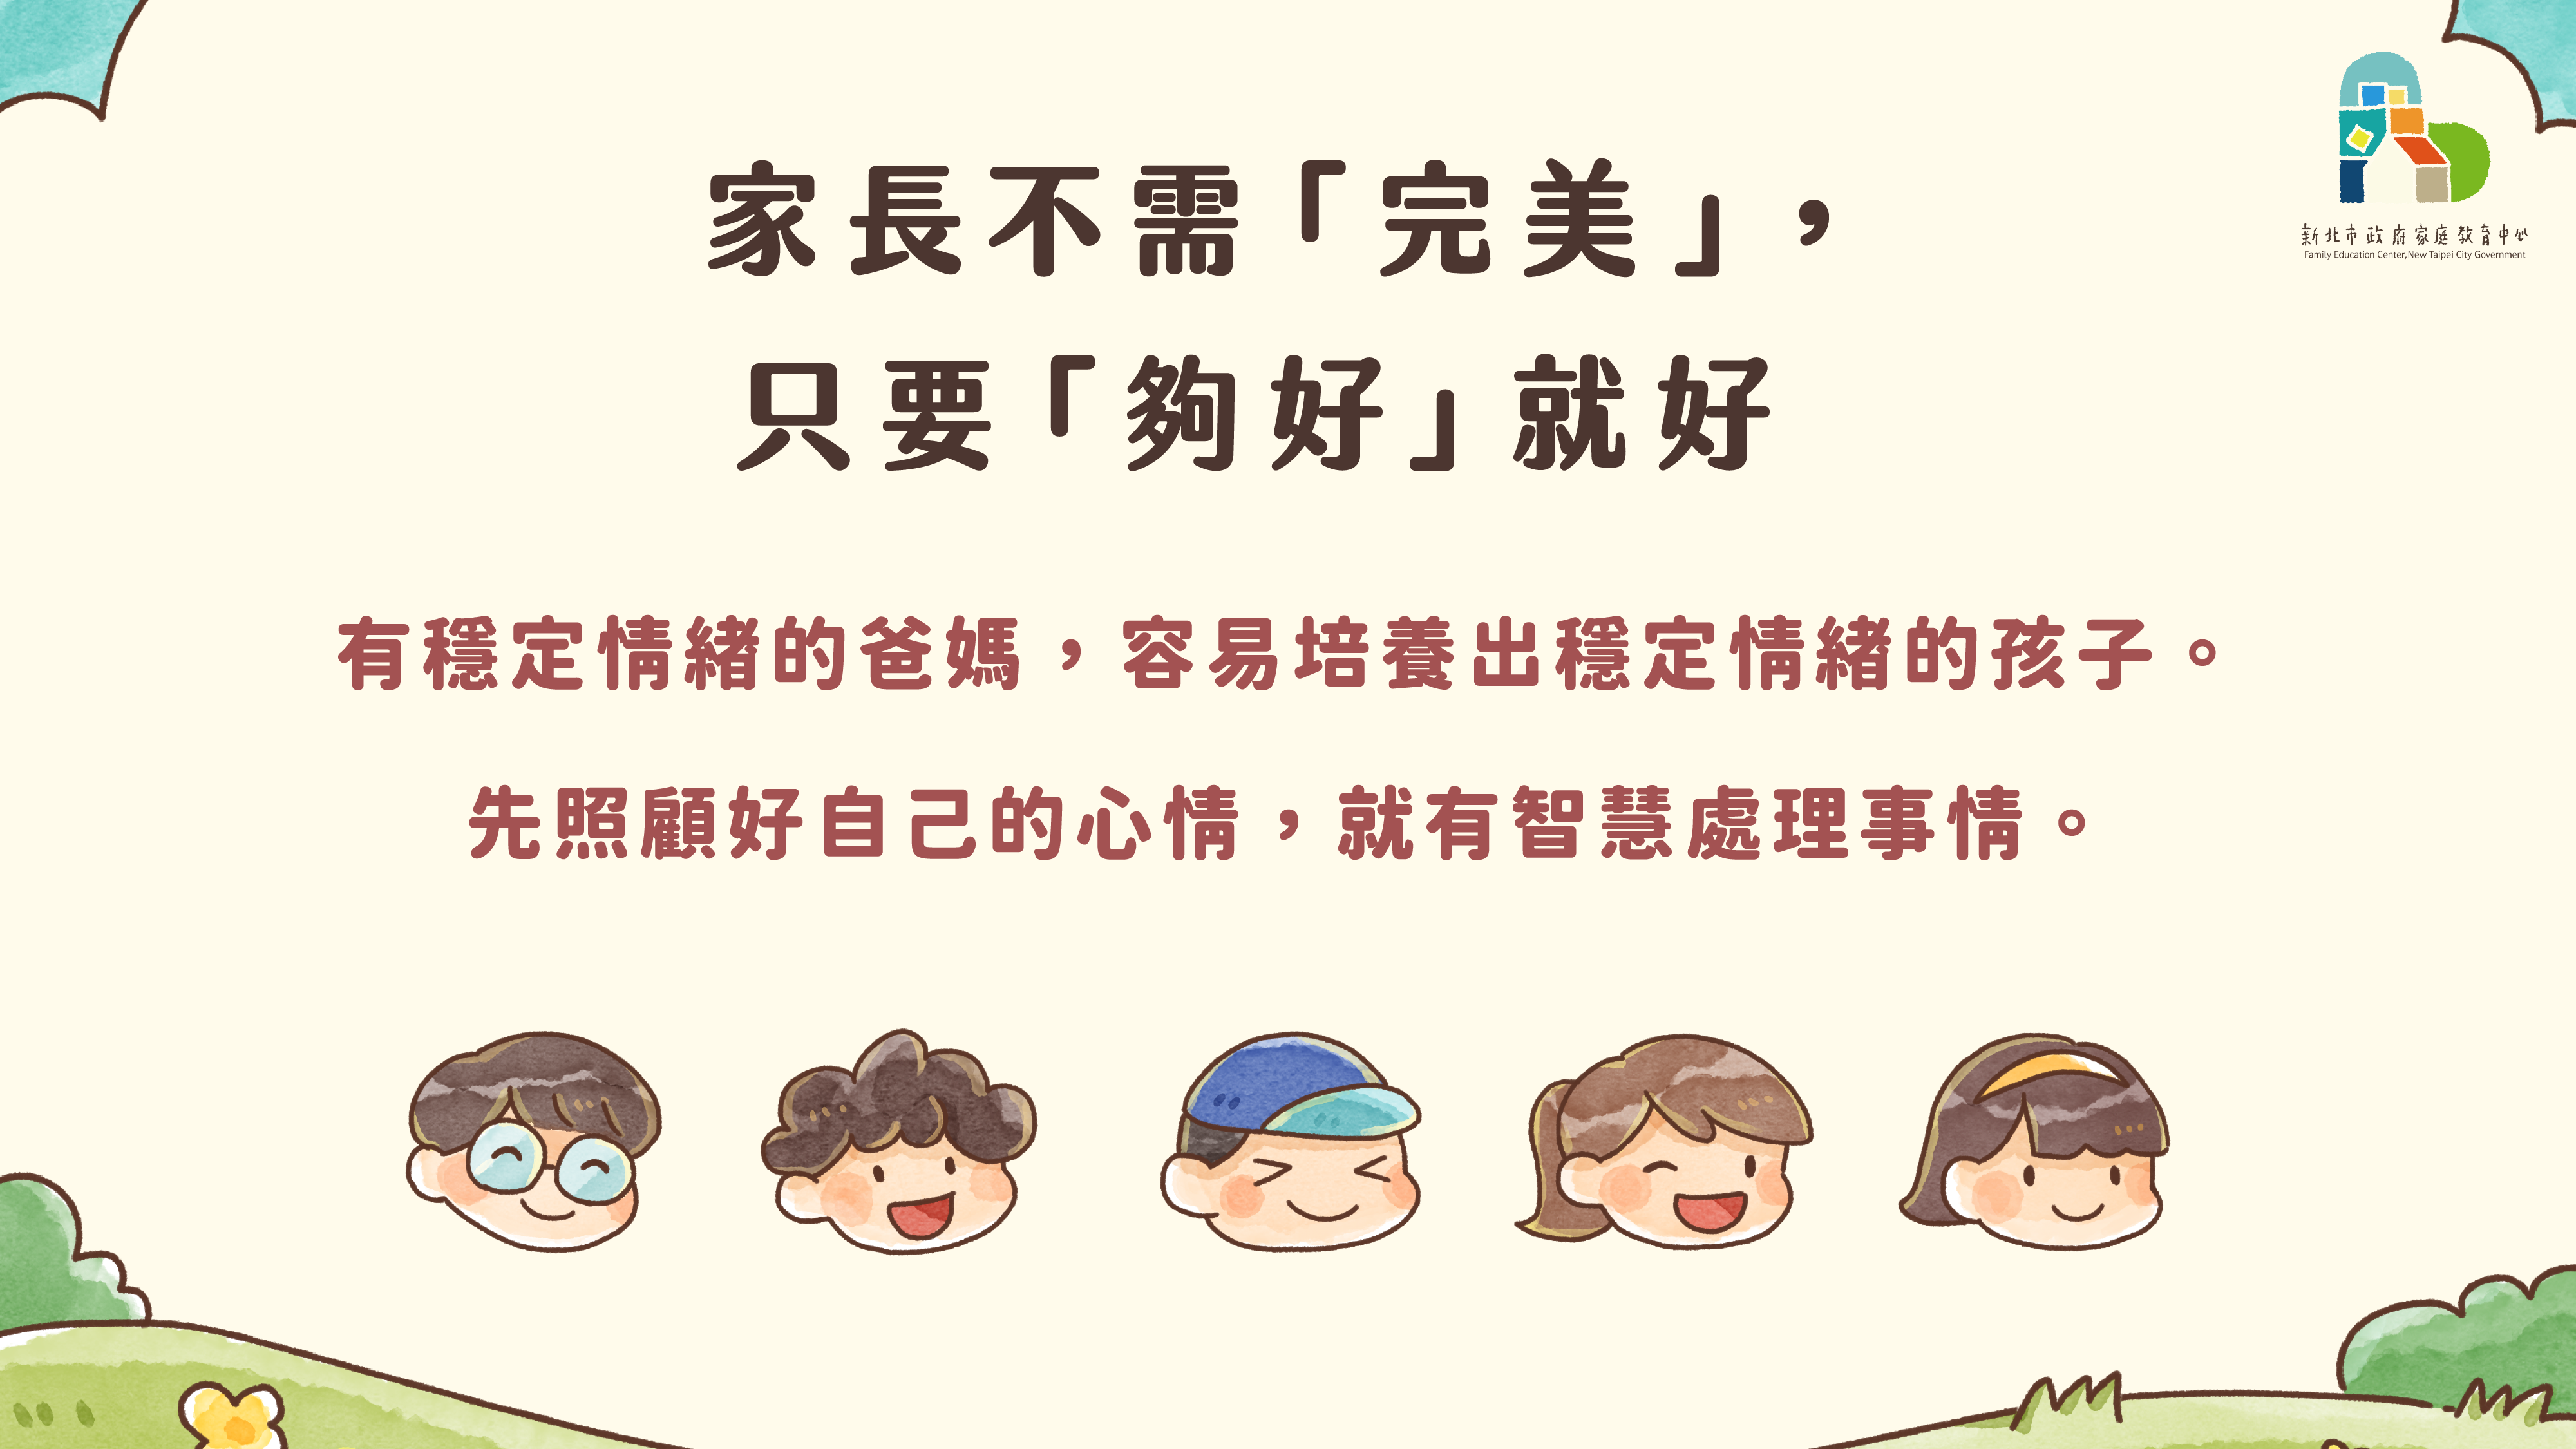 家長不需「完美」，
只要「夠好」就好
有穩定情緒的爸媽，容易培養出穩定情緒的孩子。
先照顧好自己的心情，就有智慧處理事情。
新北市政府家庭教育中心
Family Education Center,New Taipei City Government